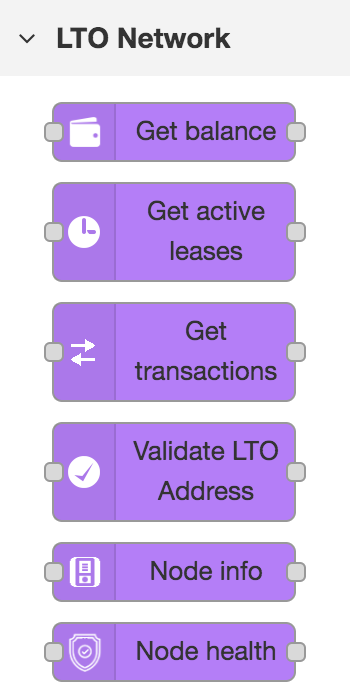 LTO Network
Get balance
Get active
leases
Get
transactions
Validate LTO
Address
Node info
Node health